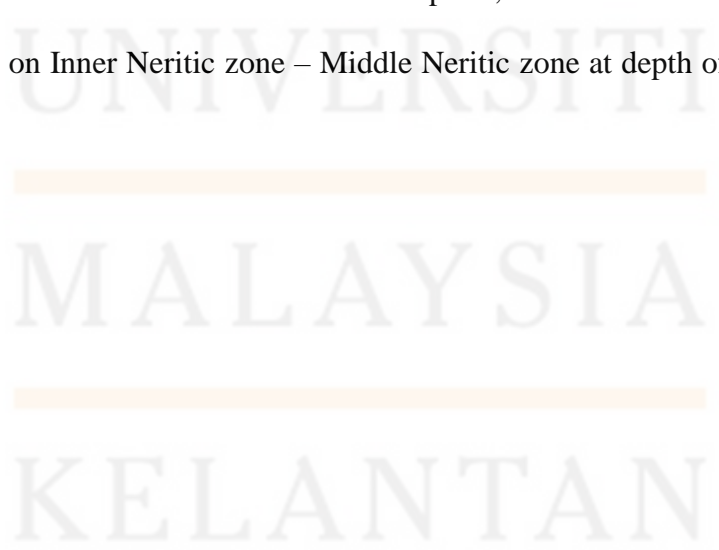 on Inner Neritic zone – Middle Neritic zone at depth
UNIVERSITI
MALAYSIA
KELANTAN